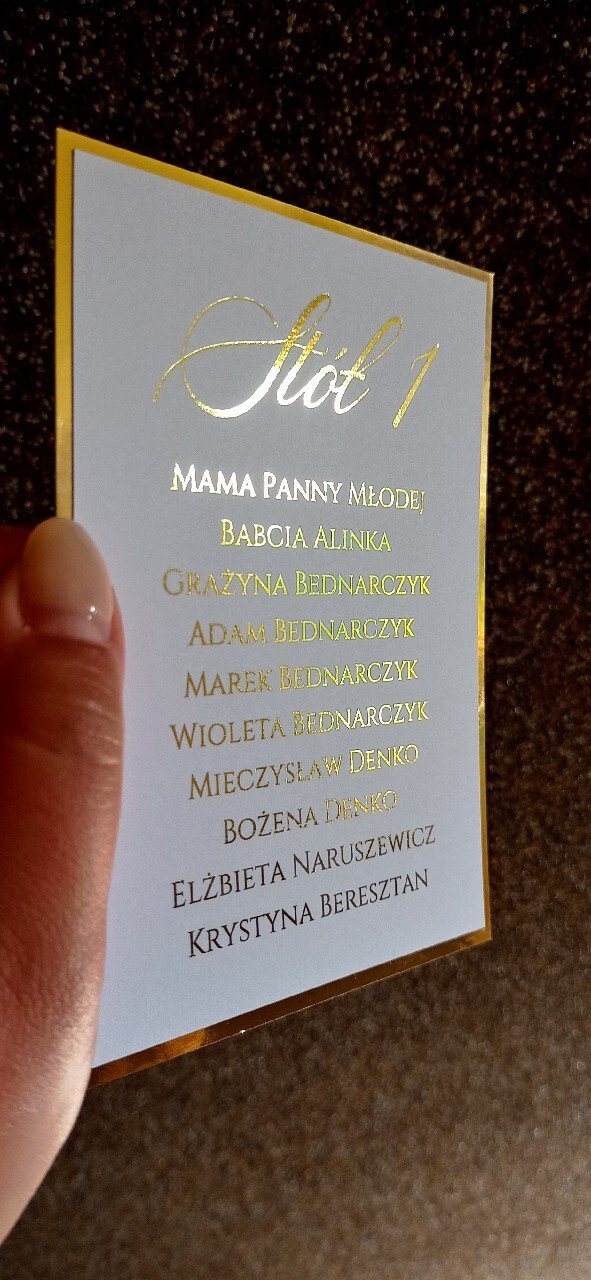 Stół 1
MAMA PANNY MŁODEJ
BABCIA ALINKA
GRAŻYNA BEDNARCZYK
ADAM BEDNARCZYK
MAREK BEDNARCZYK
WIOLETA BEDNARCZYK
MIECZYSŁAW DENKO
BOŻENA DENKO
ELŻBIETA NARUSZEWICZ
KRYSTYNA BERESZTAN